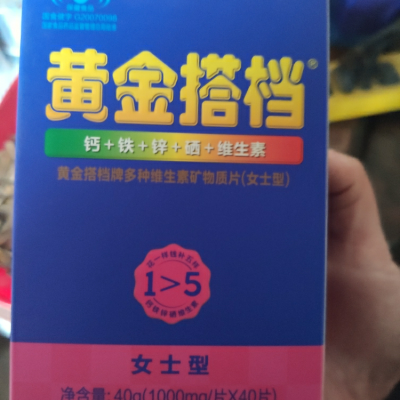 黄金搭档®
钙+铁+锌+硒+维生素
黄金搭档牌多种维生素矿物质片(女士型)
1>5
女士型
净含量:40g(1000mg/片X40片)